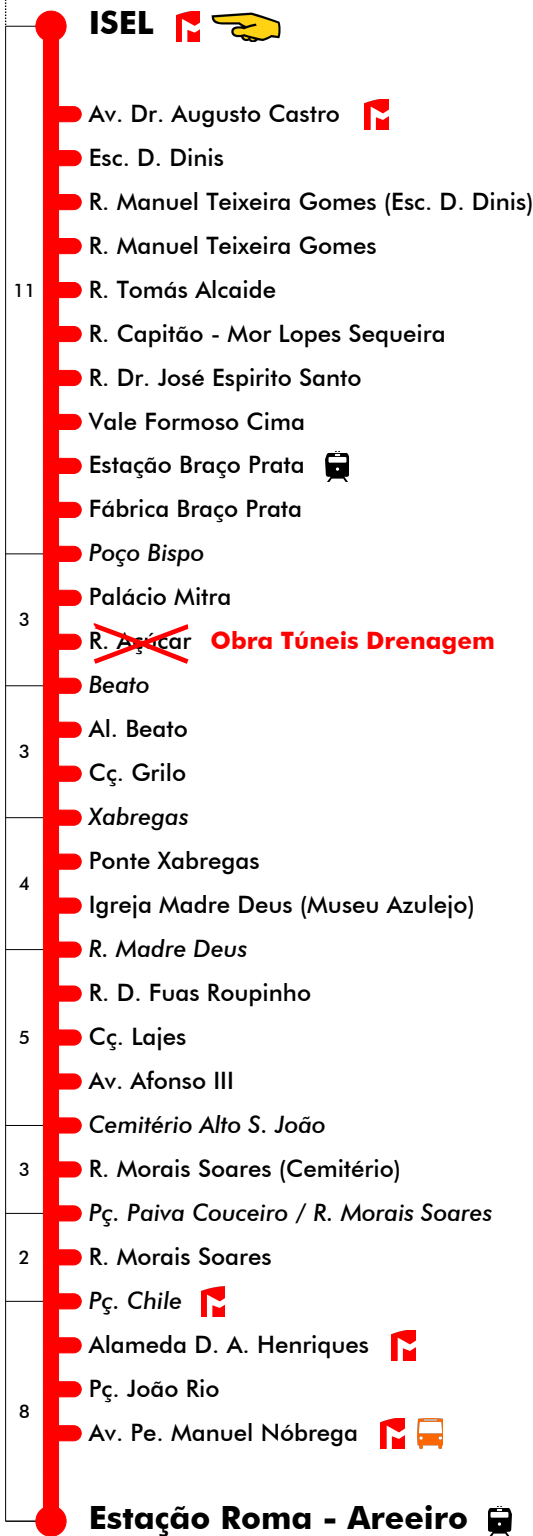 ISEL
Av. Dr. Augusto Castro
Esc. D. Dinis
R. Manuel Teixeira Gomes (Esc. D. Dinis)
R. Manuel Teixeira Gomes
11 R. Tomás Alcaide
R. Capitão - Mor Lopes Sequeira
R. Dr. José Espirito Santo
Vale Formoso Cima
Estação Braço Prata
Fábrica Braço Prata
Poço Bispo
Palácio Mitra
3
R. Açúcar Obra Túneis Drenagem
Beato
Al. Beato
3
Cç. Grilo
Xabregas
Ponte Xabregas
4
Igreja Madre Deus (Museu Azulejo)
R. Madre Deus
R. D. Fuas Roupinho
5 Cç. Lajes
Av. Afonso III
Cemitério Alto S. João
3 R. Morais Soares (Cemitério)
Pç. Paiva Couceiro / R. Morais Soares
2 R. Morais Soares
Pç. Chile
Alameda D. A. Henriques
Pç. João Rio
8
Av. Pe. Manuel Nóbrega
Estação Roma - Areeiro